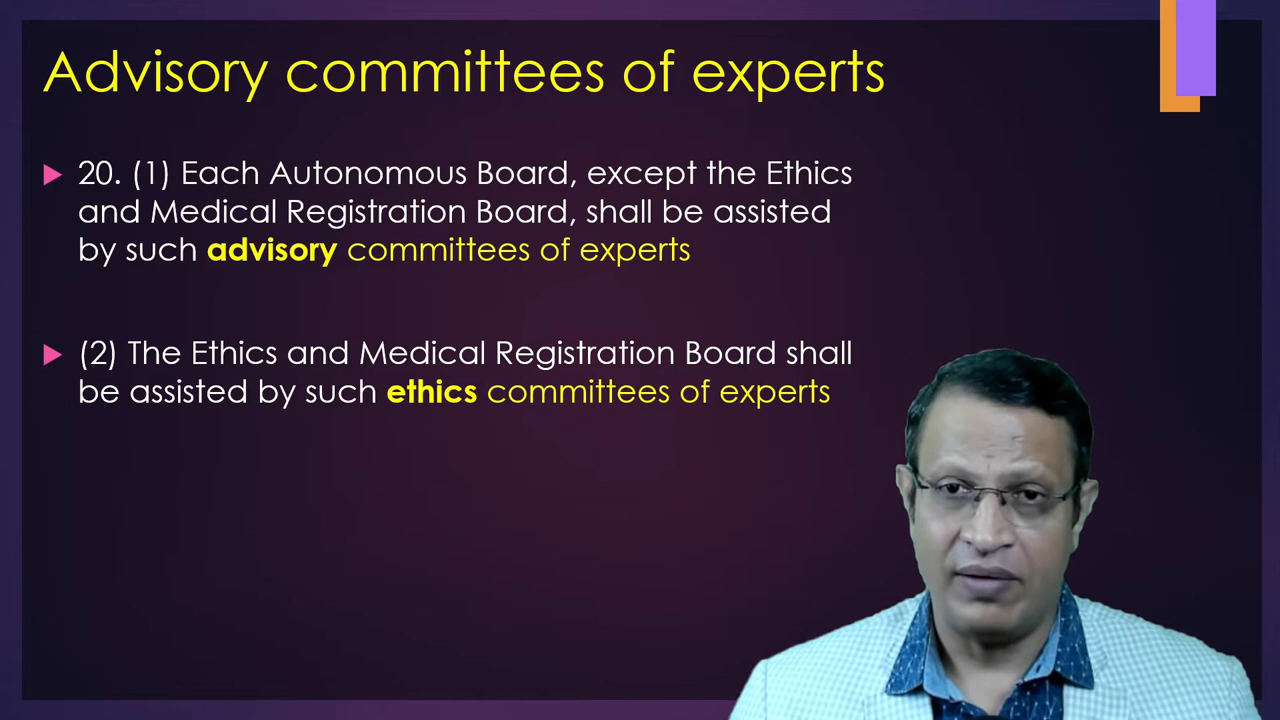 Advisory committees of experts
20. (1) Each Autonomous Board, except the Ethics
and Medical Registration Board, shall be assisted
by such advisory committees of experts
(2) The Ethics and Medical Registration Board shall
be assisted by such ethics committees of experts